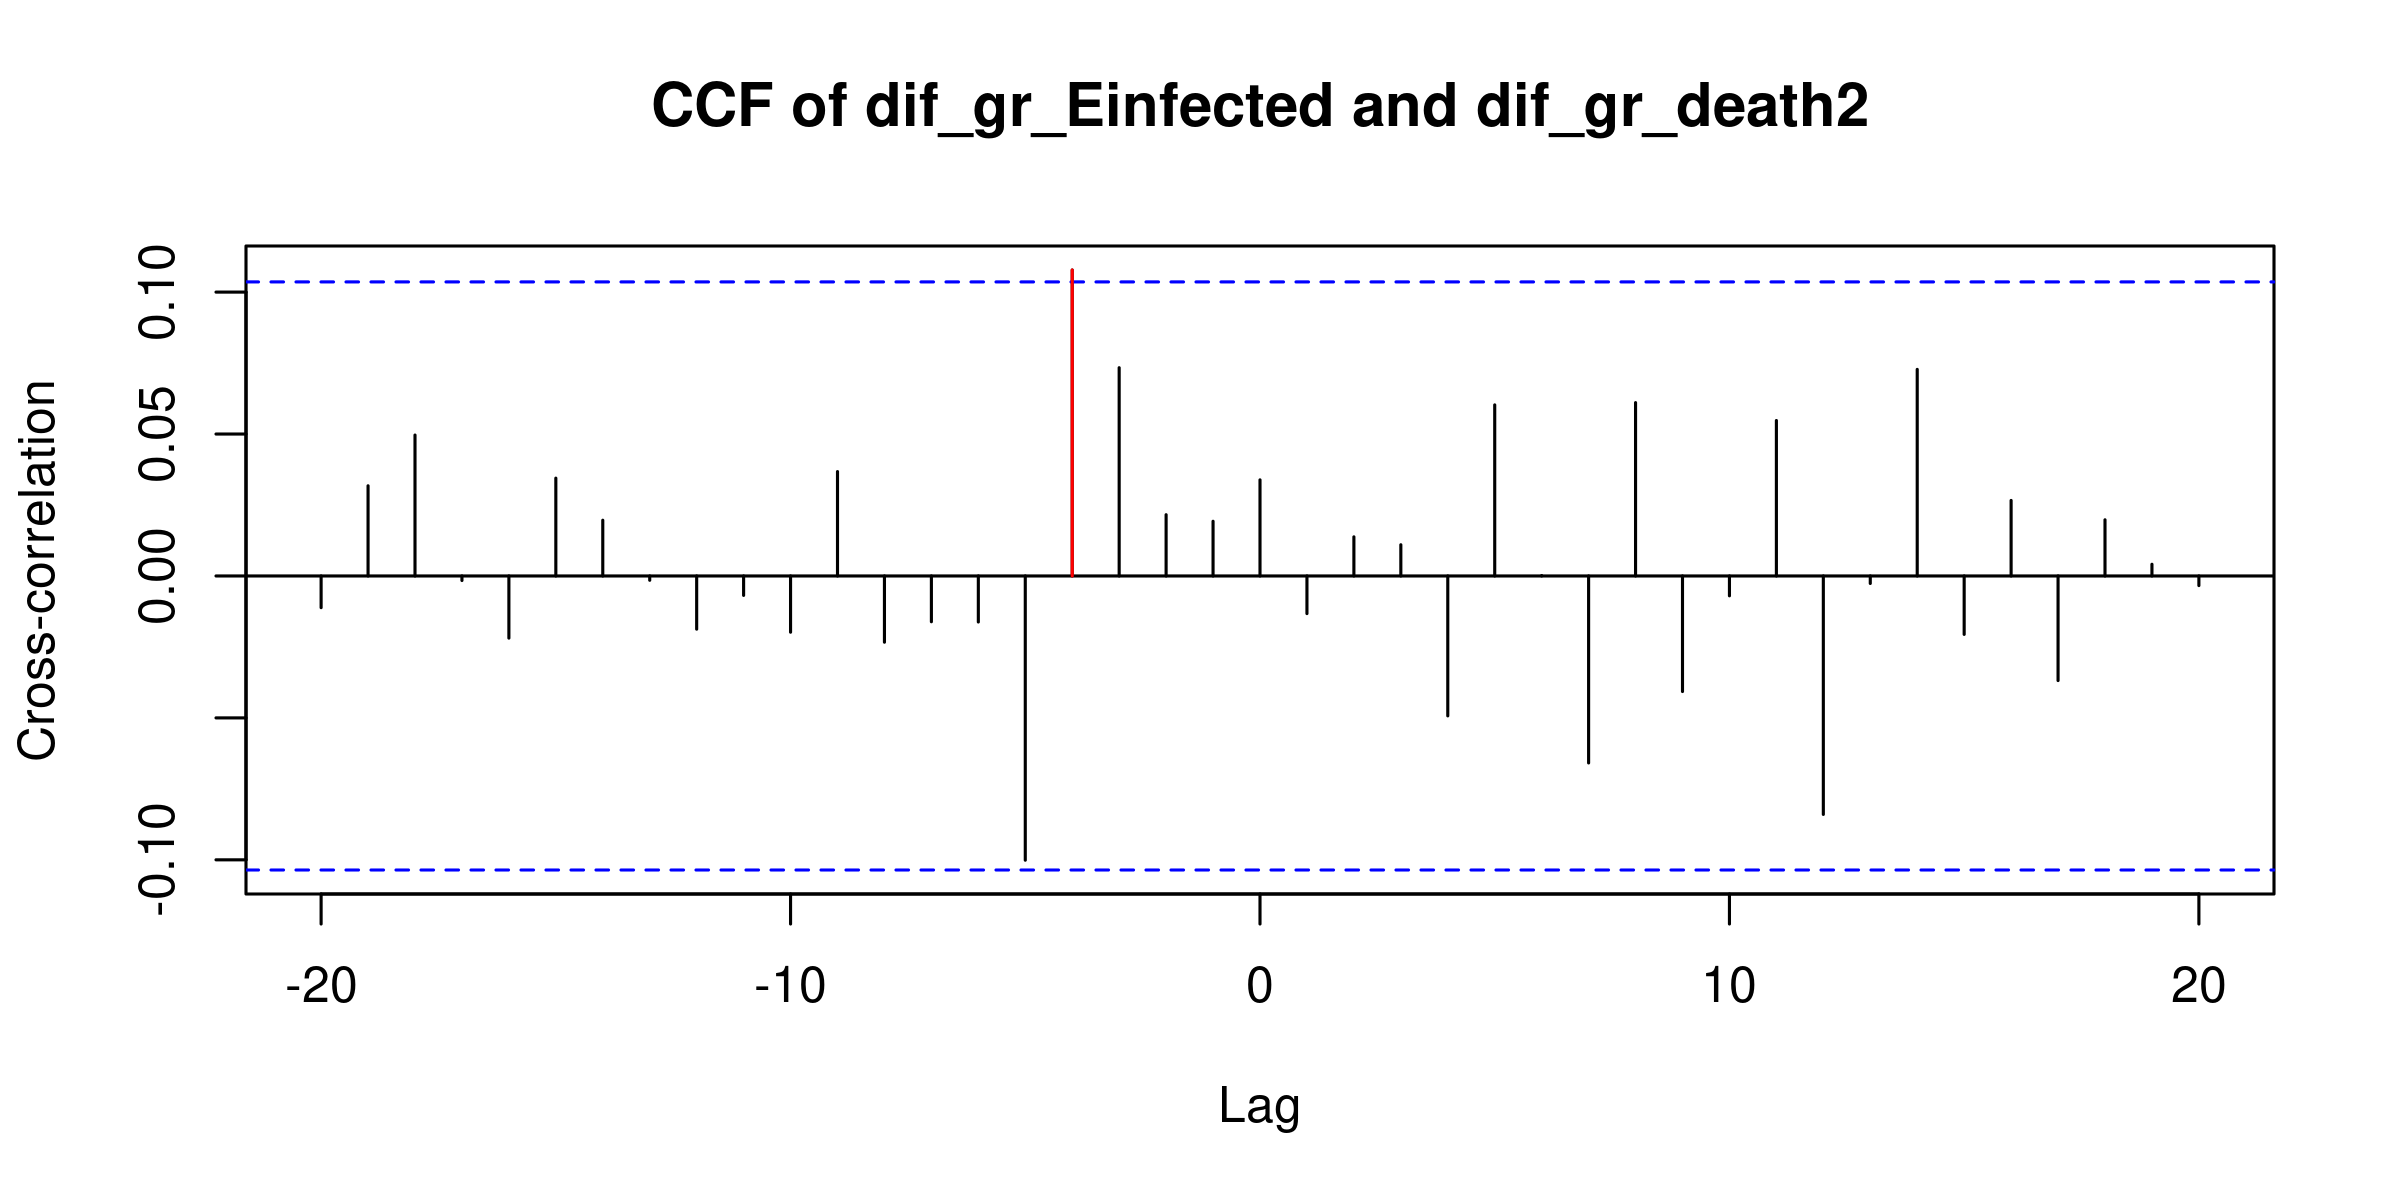 CCF of dif_gr_Einfected and dif_gr_death2
Cross-correlation
0.10
0.05
0.00
-0.10
-20 -10 0 10 20
Lag